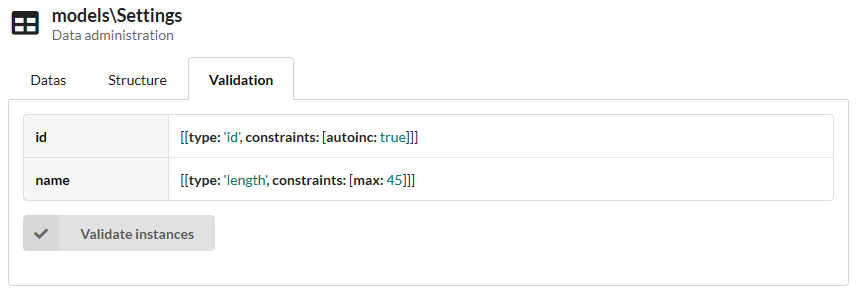 models\Settings
Data administration
Datas Structure Validation
id [[type: 'id', constraints: [autoinc: true]]]
name [[type: 'length', constraints: [max: 45]]]
Validate instances